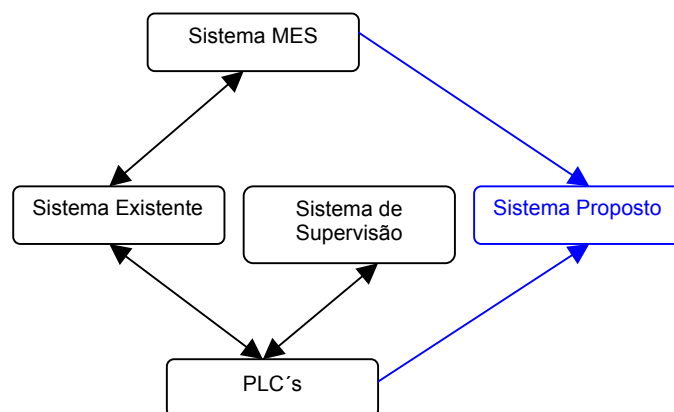 Sistema MES
Sistema Existente
Sistema de
Supervisão
Sistema Proposto
PLC´s